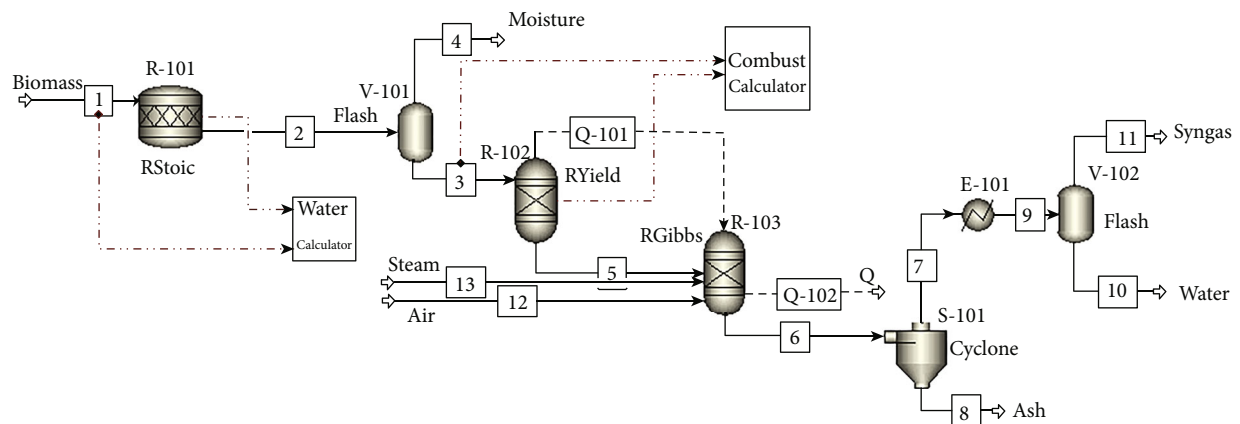 Biomass
1
R-101
RStoic
2
Flash
V-101
4
Moisture
Combust
Calculator
Water
Calculator
3
R-102
RYield
Q-101
RGibbs
R-103
5
Steam
13
12
Air
Q-102
Q
6
7
S-101
Cyclone
8
Ash
E-101
9
11
Syngas
V-102
Flash
10
Water